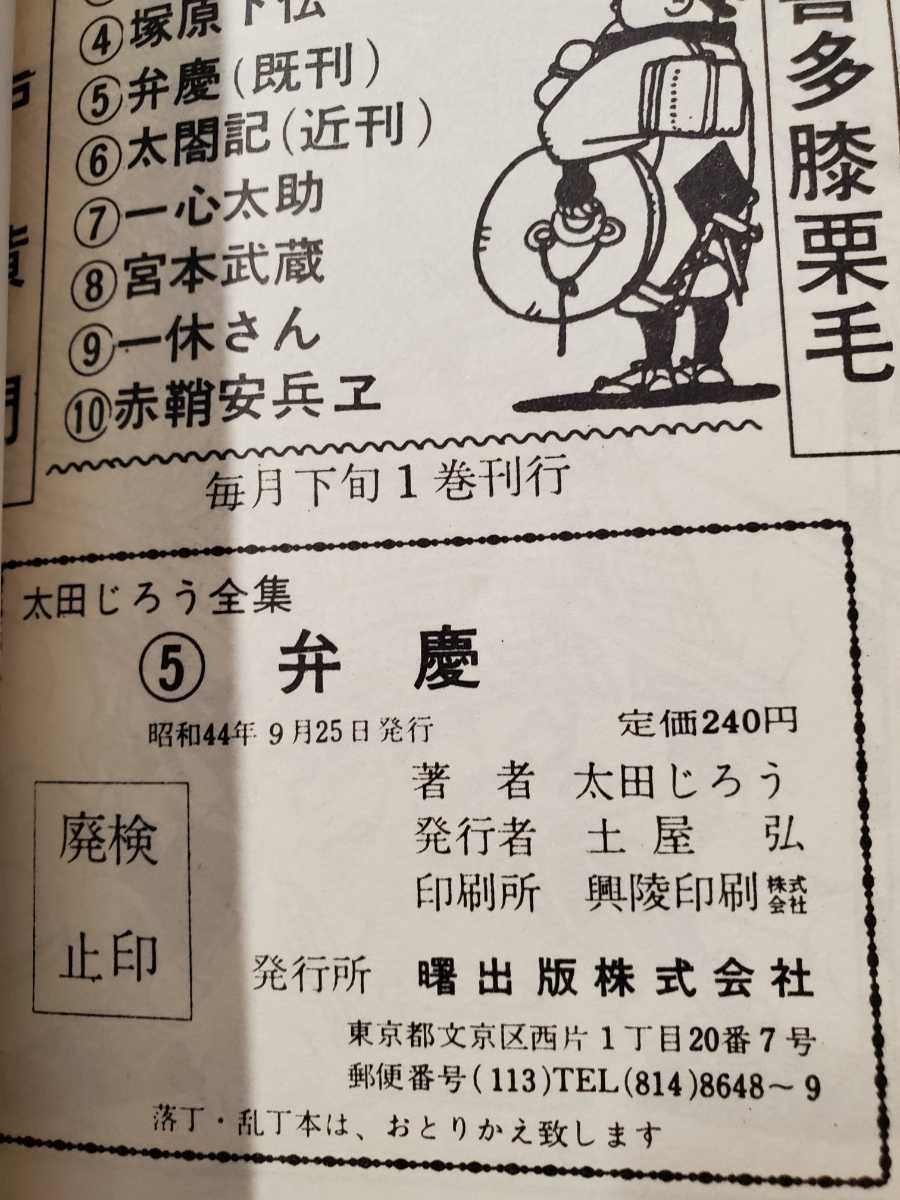 多膝栗毛
④塚原卜伝
⑤弁慶(既刊)
⑥太閤記(近刊)
⑦一心太助
⑧宮本武蔵
⑨一休さん
⑩赤鞘安兵ヱ
毎月下旬1巻刊行
太田じろう全集
⑤ 弁慶
昭和44年9月25日発行
定価240円
著者 太田じろう
発行者 土屋 弘
印刷所 興陵印刷株式会社
検印
廃止
発行所 曙出版株式会社
東京都文京区西片1丁目20番7号
郵便番号(113)TEL(814)8648〜9
落丁・乱丁本は、おとりかえ致します